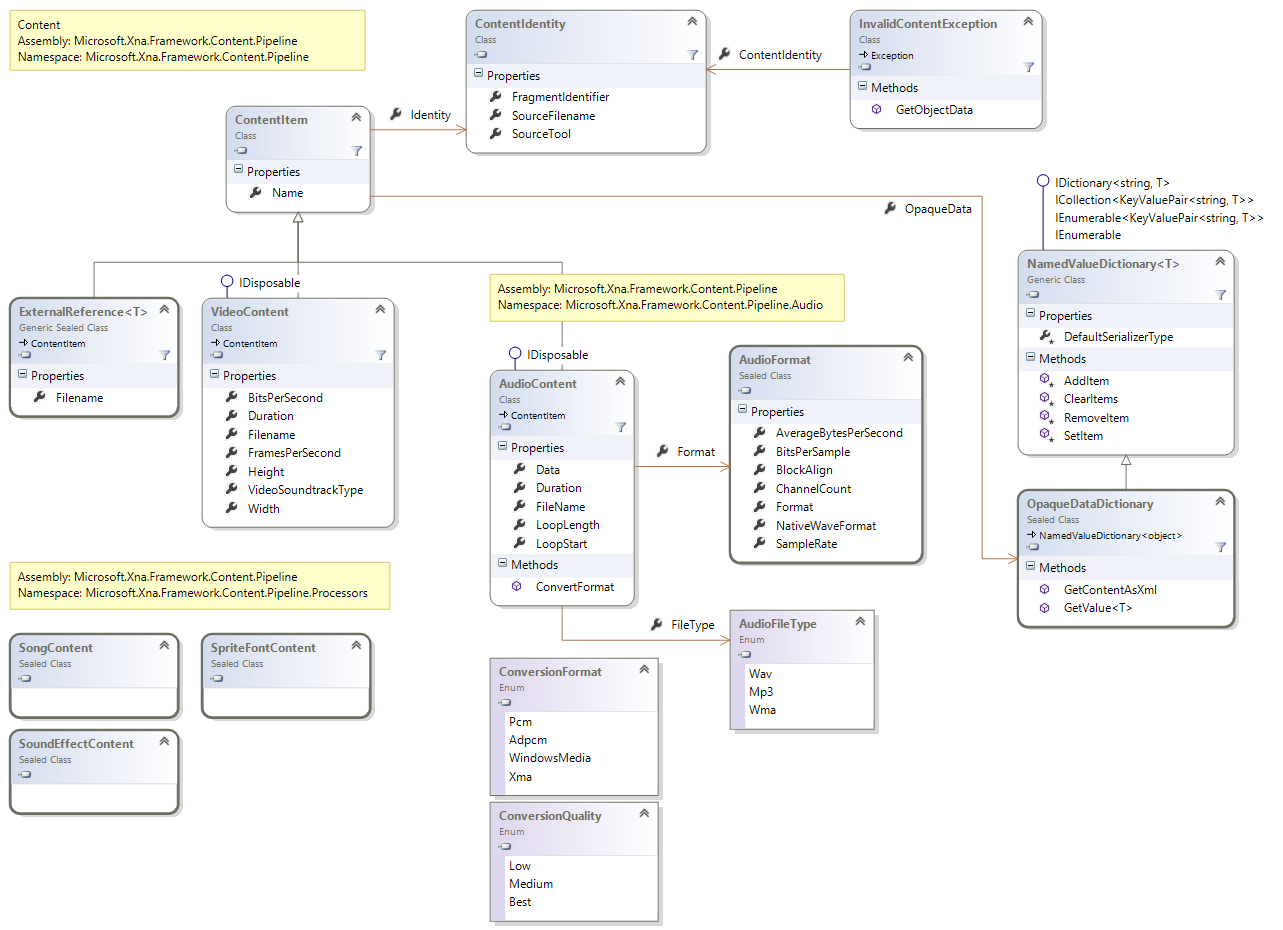 Content
Assembly: Microsoft.Xna.Framework.Content.Pipeline
Namespace: Microsoft.Xna.Framework.Content.Pipeline
ContentIdentity
Class
Properties
FragmentIdentifier
SourceFilename
SourceTool
ContentIdentity
InvalidContentException
Class
Exception
Methods
GetObjectData
ContentItem
Class
Properties
Name
Identity
OpaqueData
IDictionary<string, T>
ICollection<KeyValuePair<string, T>>
IEnumerable<KeyValuePair<string, T>>
IEnumerable
NamedValueDictionary<T>
Generic Class
Properties
DefaultSerializerType
Methods
AddItem
ClearItems
RemoveItem
SetItem
ExternalReference<T>
Generic Sealed Class
ContentItem
Properties
Filename
IDisposable
VideoContent
Class
ContentItem
Properties
BitsPerSecond
Duration
Filename
FramesPerSecond
Height
VideoSoundtrackType
Width
Assembly: Microsoft.Xna.Framework.Content.Pipeline
Namespace: Microsoft.Xna.Framework.Content.Pipeline.Audio
IDisposable
AudioContent
Class
ContentItem
Properties
Data
Duration
FileName
LoopLength
LoopStart
Methods
ConvertFormat
Format
AudioFormat
Sealed Class
Properties
AverageBytesPerSecond
BitsPerSample
BlockAlign
ChannelCount
Format
NativeWaveFormat
SampleRate
OpaqueDataDictionary
Sealed Class
NamedValueDictionary<object>
Methods
GetContentAsXml
GetValue<T>
Assembly: Microsoft.Xna.Framework.Content.Pipeline
Namespace: Microsoft.Xna.Framework.Content.Pipeline.Processors
SongContent
Sealed Class
SpriteFontContent
Sealed Class
SoundEffectContent
Sealed Class
FileType
AudioFileType
Enum
Wav
Mp3
Wma
ConversionFormat
Enum
Pcm
Adpcm
WindowsMedia
Xma
ConversionQuality
Enum
Low
Medium
Best